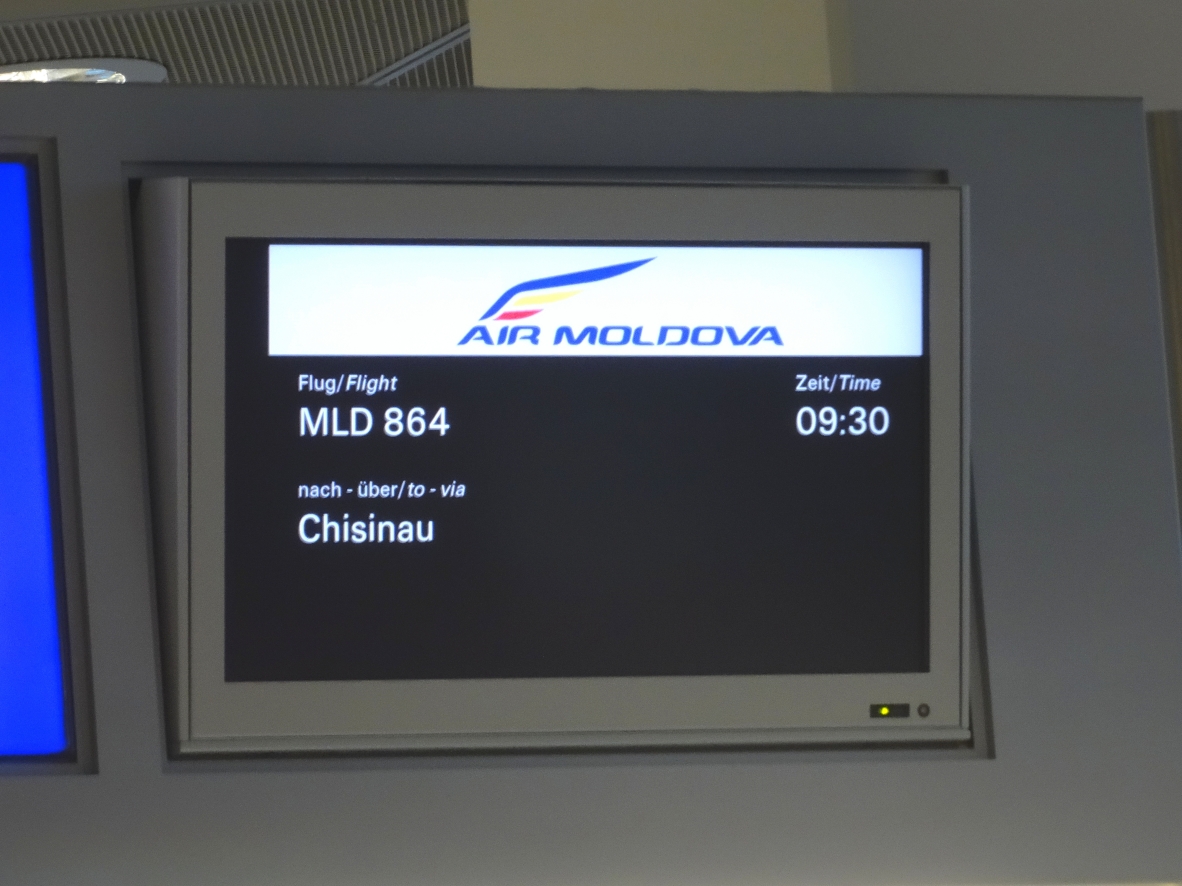 AIR MOLDOVA
Flug/Flight
Zeit/Time
MLD 864
09:30
nach - über/to - via
Chisinau